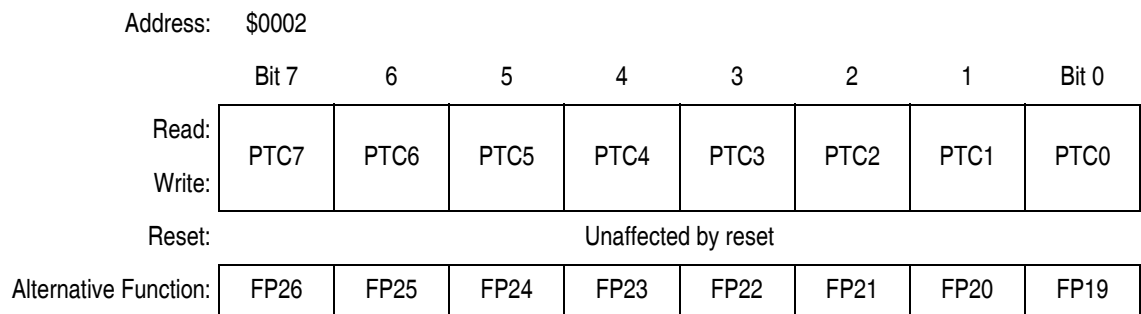 Address: $0002
Bit 7 6 5 4 3 2 1 Bit 0
Read:
PTC7 PTC6 PTC5 PTC4 PTC3 PTC2 PTC1 PTC0
Write:
Reset: Unaffected by reset
Alternative Function: FP26 FP25 FP24 FP23 FP22 FP21 FP20 FP19